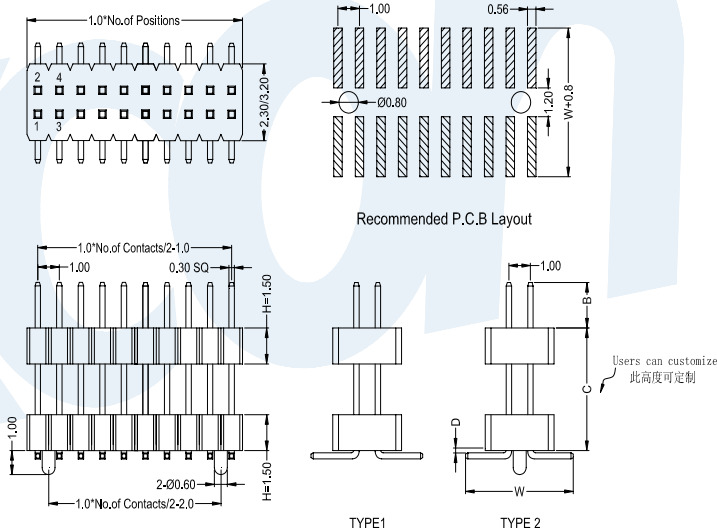 1.0*No.of Positions
2 4
1 3
2.30/3.20
1.00
0.56
Ø0.80
1.20
W+0.8
Recommended P.C.B Layout
1.0*No.of Contacts/2-1.0
1.00
0.30 SQ
H=1.50
1.00
2-Ø0.60
H=1.50
1.0*No.of Contacts/2-2.0
TYPE1
1.00
B
C
D
W
TYPE 2
Users can customize
此高度可定制